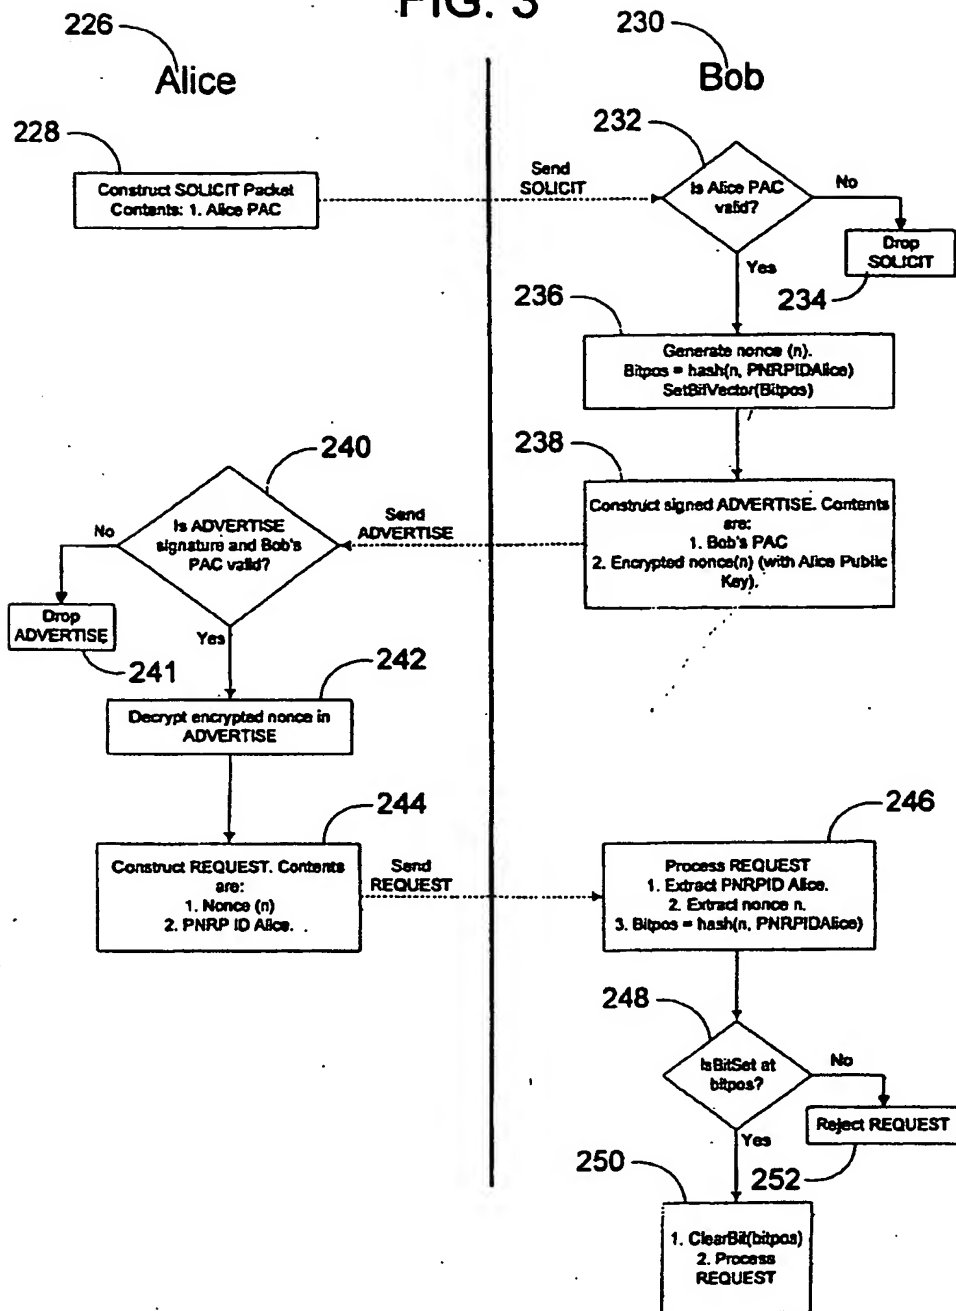 FIG. 3
226
Alice
230
Bob
228
Construct SOLICIT Packet
Contents: 1. Alice PAC
Send
SOLICIT
232
Is Alice PAC
valid?
No
Drop
SOLICIT
234
Yes
236
Generate nonce (n).
Bitpos = hash(n, PNRPIDAlice)
SetBitVector(Bitpos)
238
Construct signed ADVERTISE. Contents
are:
1. Bob's PAC
2. Encrypted nonce(n) (with Alice Public
Key).
Send
ADVERTISE
240
Is ADVERTISE
signature and Bob's
PAC valid?
No
Drop
ADVERTISE
241
Yes
242
Decrypt encrypted nonce in
ADVERTISE
244
Construct REQUEST. Contents
are:
1. Nonce (n)
2. PNRP ID Alice.
Send
REQUEST
246
Process REQUEST
1. Extract PNRPID Alice.
2. Extract nonce n.
3. Bitpos = hash(n, PNRPIDAlice)
248
IsBitSet at
bitpos?
No
Reject REQUEST
252
Yes
250
1. ClearBit(bitpos)
2. Process
REQUEST